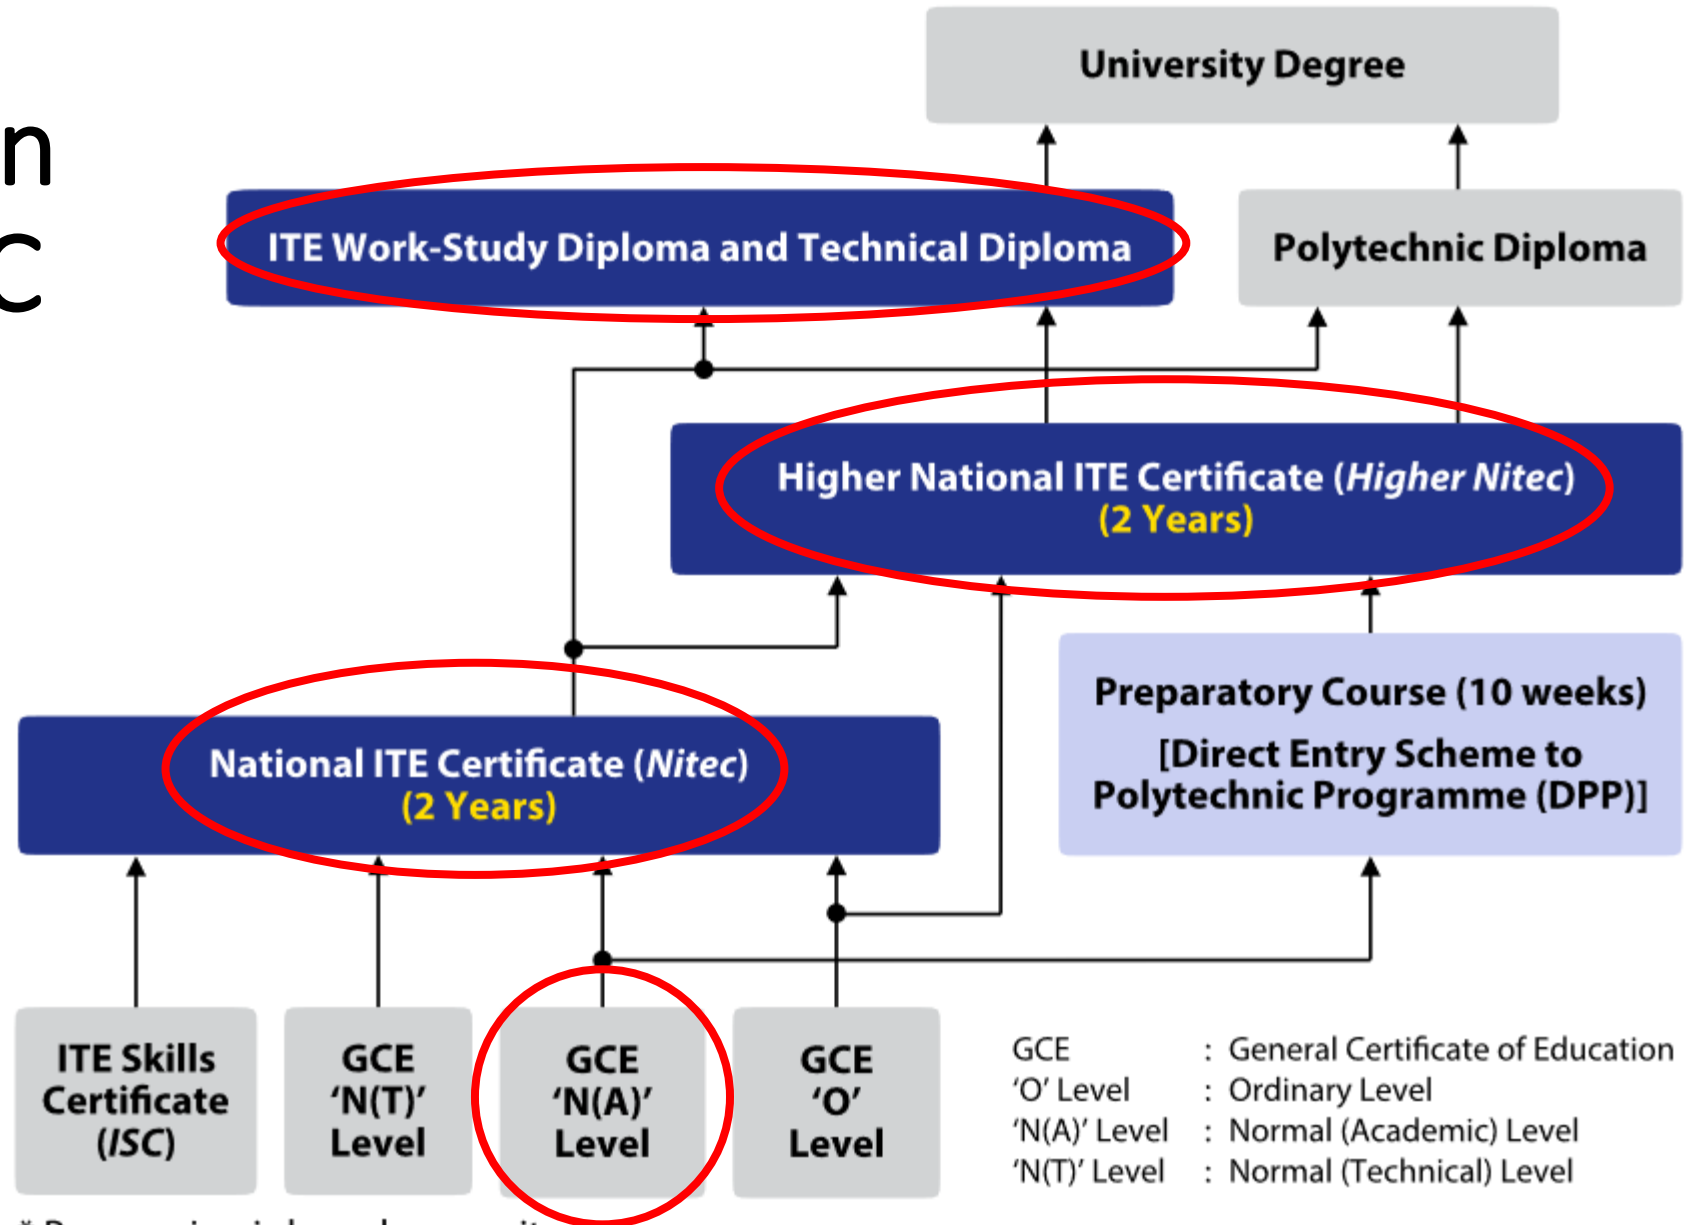 n
C
University Degree
ITE Work-Study Diploma and Technical Diploma
Polytechnic Diploma
Higher National ITE Certificate (Higher Nitec)
(2 Years)
Preparatory Course (10 weeks)
[Direct Entry Scheme to
Polytechnic Programme (DPP)]
National ITE Certificate (Nitec)
(2 Years)
ITE Skills
Certificate
(ISC)
GCE
‘N(T)’
Level
GCE
‘N(A)’
Level
GCE
‘O’
Level
GCE : General Certificate of Education
‘O’ Level : Ordinary Level
‘N(A)’ Level : Normal (Academic) Level
‘N(T)’ Level : Normal (Technical) Level